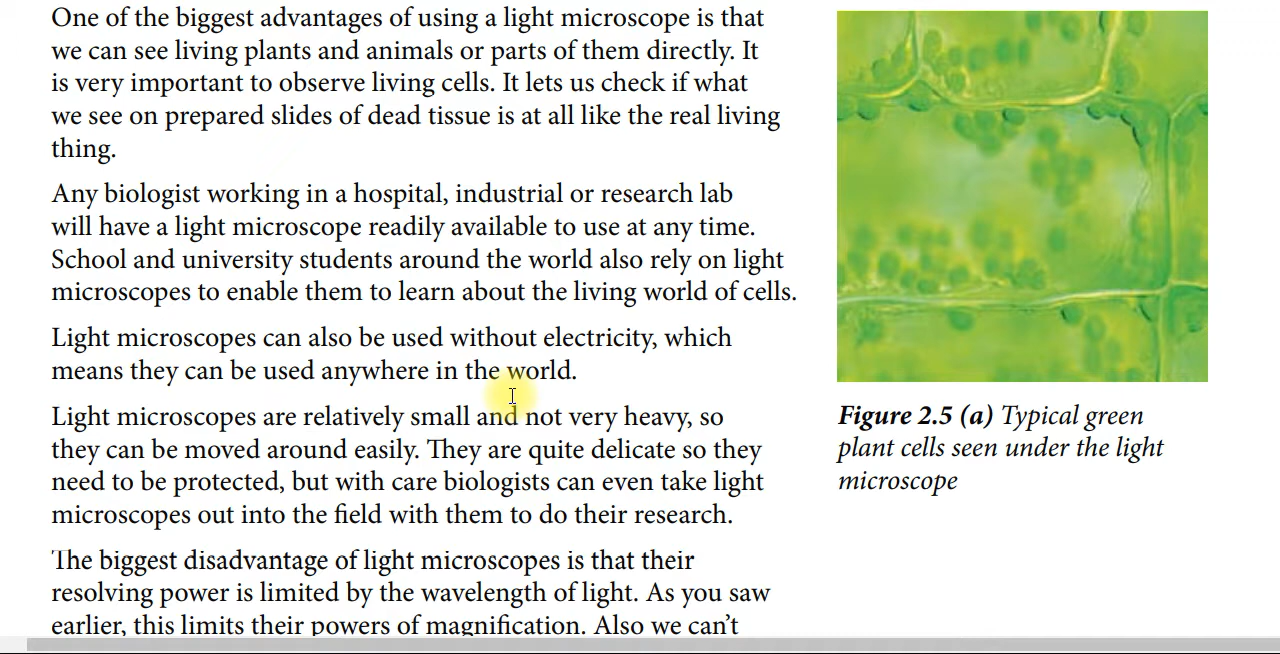 One of the biggest advantages of using a light microscope is that
we can see living plants and animals or parts of them directly. It
is very important to observe living cells. It lets us check if what
we see on prepared slides of dead tissue is at all like the real living
thing.
Any biologist working in a hospital, industrial or research lab
will have a light microscope readily available to use at any time.
School and university students around the world also rely on light
microscopes to enable them to learn about the living world of cells.
Light microscopes can also be used without electricity, which
means they can be used anywhere in the world.
Light microscopes are relatively small and not very heavy, so
they can be moved around easily. They are quite delicate so they
need to be protected, but with care biologists can even take light
microscopes out into the field with them to do their research.
The biggest disadvantage of light microscopes is that their
resolving power is limited by the wavelength of light. As you saw
earlier, this limits their powers of magnification. Also we can't
Figure 2.5 (a) Typical green
plant cells seen under the light
microscope